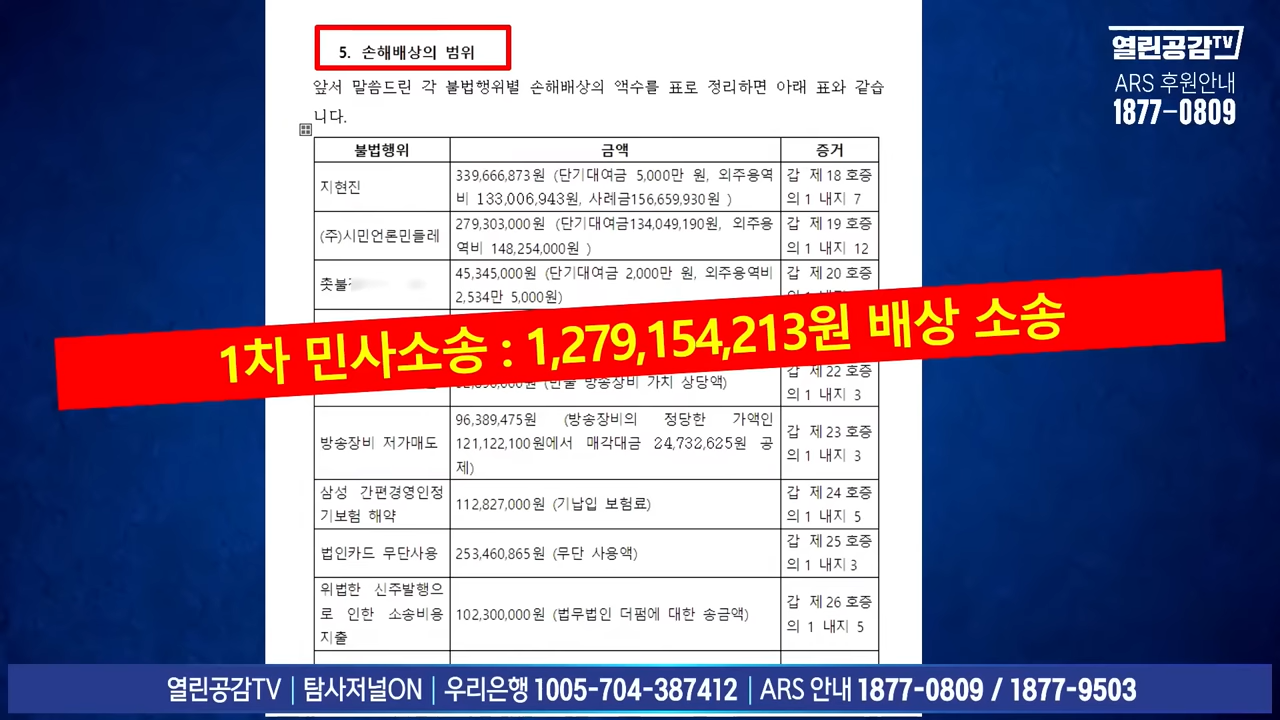 5. 손해배상의 범위
앞서 말씀드린 각 불법행위별 손해배상의 액수를 표로 정리하면 아래 표와 같습
니다.
불법행위 금액 증거
지현진
339,666,873원 (단기대여금 5,000만 원, 외주용역
비 133,006,943원, 사례금156,659,930원 )
갑 제18호증
의1 내지 7
(주)시민언론민들레
279,303,000원 (단기대여금134,049,190원, 외주용
역비 148,254,000원 )
갑 제19호증
의1 내지 12
촛불
45,345,000원 (단기대여금 2,000만 원, 외주용역비
2,534만 5,000원)
갑 제20호증
1차 민사소송 : 1,279,154,213원 배상 소송
방송장비 가치 상당액)
갑 제22호증
의1 내지 3
방송장비 저가매도
96,389,475원 (방송장비의 정당한 가액인
121,122,100원에서 매각대금 24,732,625원 공
제)
갑 제23호증
의1 내지 3
삼성 간편경영인정
기보험 해약
112,827,000원 (기납입 보험료)
갑 제24호증
의1 내지 5
법인카드 무단사용
253,460,865원 (무단 사용액)
갑 제25호증
의1 내지3
위법한 신주발행으
로 인한 소송비용
지출
102,300,000원 (법무법인 더펌에 대한 송금액)
갑 제26호증
의 1 내지 5
열린공감TV
ARS 후원안내
1877-0809
열린공감TV | 탐사저널ON | 우리은행 1005-704-387412 | ARS 안내 1877-0809 / 1877-9503